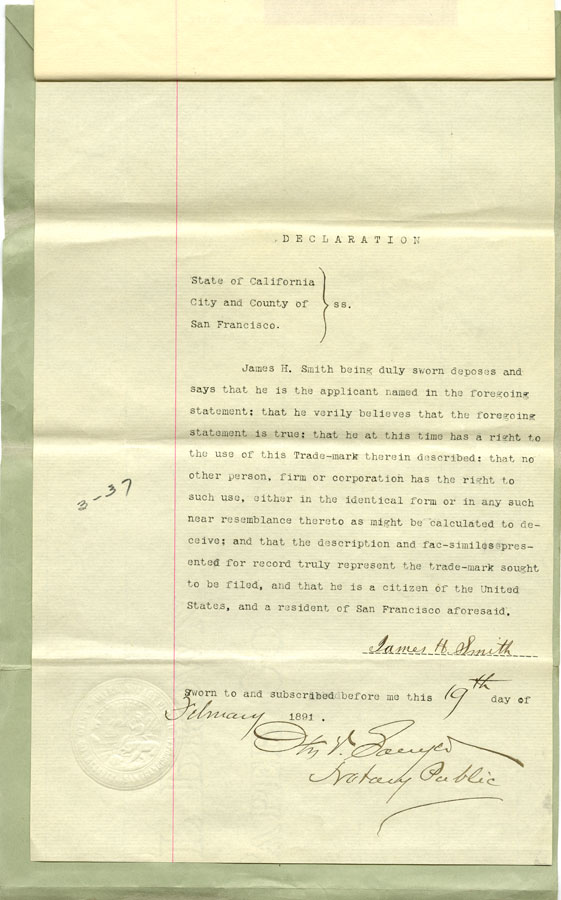 DECLARATION
State of California
City and County of
San Francisco.
ss.
James H. Smith being duly sworn deposes and
says that he is the applicant named in the foregoing
statement; that he verily believes that the foregoing
statement is true; that he at this time has a right to
the use of this Trade-mark therein described; that no
other person, firm or corporation has the right to
such use, either in the identical form or in any such
near resemblance thereto as might be calculated to de-
ceive; and that the description and fac-similes pres-
ented for record truly represent the trade-mark sought
to be filed, and that he is a citizen of the United
States, and a resident of San Francisco aforesaid.
3-37
James H. Smith
Sworn to and subscribed before me this 19th day of
February 1891.
Notary Public